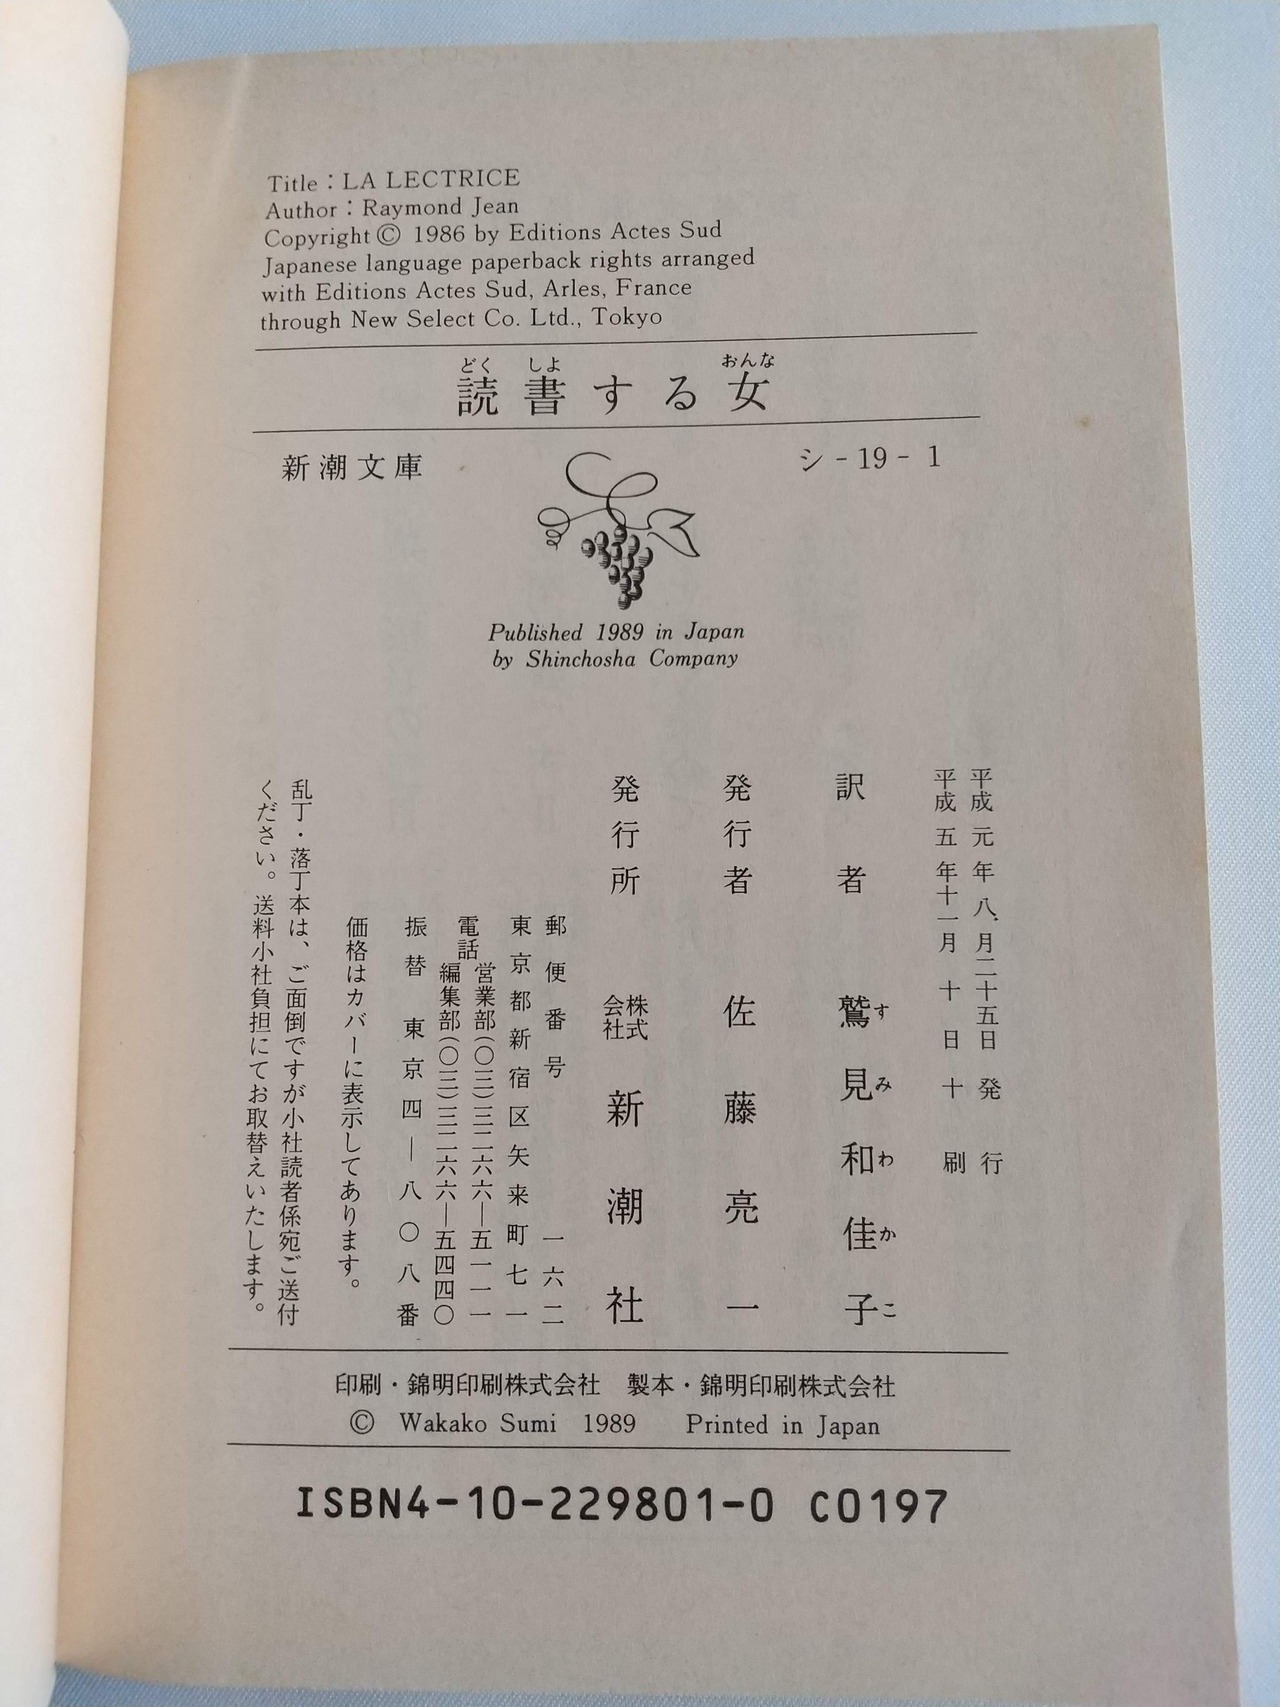 Title：LA LECTRICE
Author：Raymond Jean
Copyright © 1986 by Editions Actes Sud
Japanese language paperback rights arranged
with Editions Actes Sud, Arles, France
through New Select Co. Ltd., Tokyo
どく しよ おんな
読書する女
新潮文庫
シ-19-1
Published 1989 in Japan
by Shinchosha Company
平成元年八月二十五日発行
平成五年十一月十日十刷
訳者 鷲見和佳子
す み わ か こ
発行者 佐藤亮一
発行所 株式会社 新潮社
郵便番号 一六二
東京都新宿区矢来町七一
電話 営業部(〇三)三二六六―五一一一
編集部(〇三)三二六六―五四四〇
振替 東京四―八〇八番
価格はカバーに表示してあります。
乱丁・落丁本は、ご面倒ですが小社読者係宛ご送付
ください。送料小社負担にてお取替えいたします。
印刷・錦明印刷株式会社 製本・錦明印刷株式会社
© Wakako Sumi 1989 Printed in Japan
ISBN4-10-229801-0 C0197